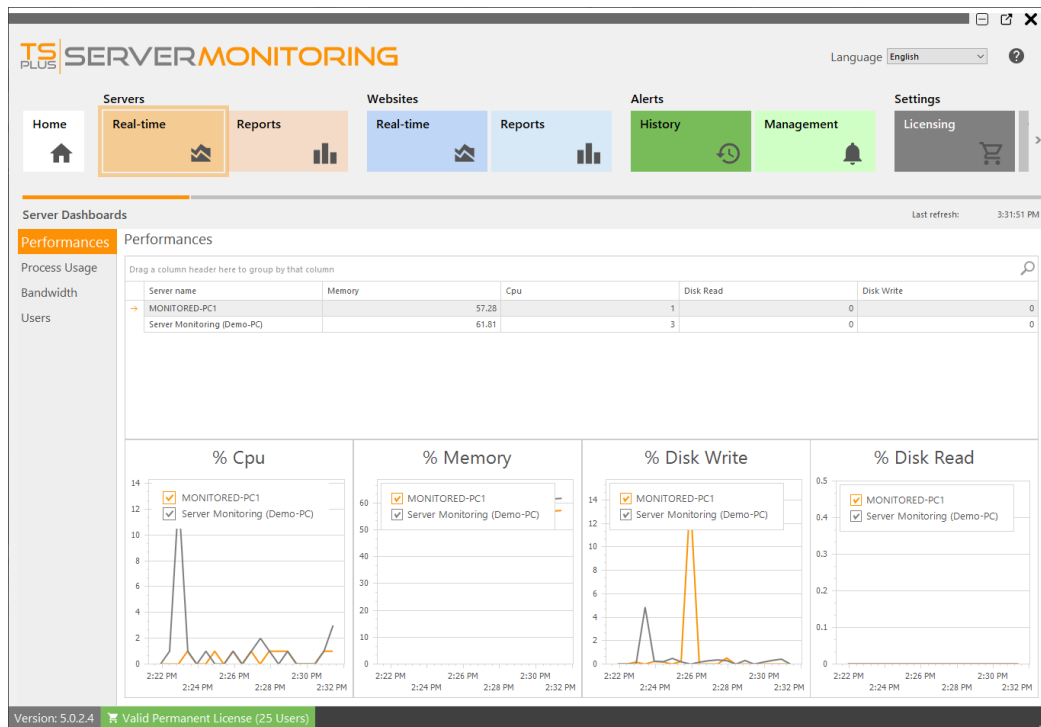 TS PLUS SERVERMONITORING
Language English
Servers Websites Alerts Settings
Home Real-time Reports Real-time Reports History Management Licensing
Server Dashboards Last refresh: 3:31:51 PM
Performances
Process Usage
Bandwidth
Users
Performances
Drag a column header here to group by that column
Server name Memory Cpu Disk Read Disk Write
MONITORED-PC1 57.28 1 0 0
Server Monitoring (Demo-PC) 61.81 3 0 0
% Cpu
14
12
10
8
6
4
2
0
MONITORED-PC1
Server Monitoring (Demo-PC)
2:22 PM 2:26 PM 2:30 PM
2:24 PM 2:28 PM 2:32 PM
% Memory
60
50
40
30
20
10
0
MONITORED-PC1
Server Monitoring (Demo-PC)
2:22 PM 2:26 PM 2:30 PM
2:24 PM 2:28 PM 2:32 PM
% Disk Write
14
12
10
8
6
4
2
0
MONITORED-PC1
Server Monitoring (Demo-PC)
2:22 PM 2:26 PM 2:30 PM
2:24 PM 2:28 PM 2:32 PM
% Disk Read
0.5
0.4
0.3
0.2
0.1
0
MONITORED-PC1
Server Monitoring (Demo-PC)
2:22 PM 2:26 PM 2:30 PM
2:24 PM 2:28 PM 2:32 PM
Version: 5.0.2.4 Valid Permanent License (25 Users)